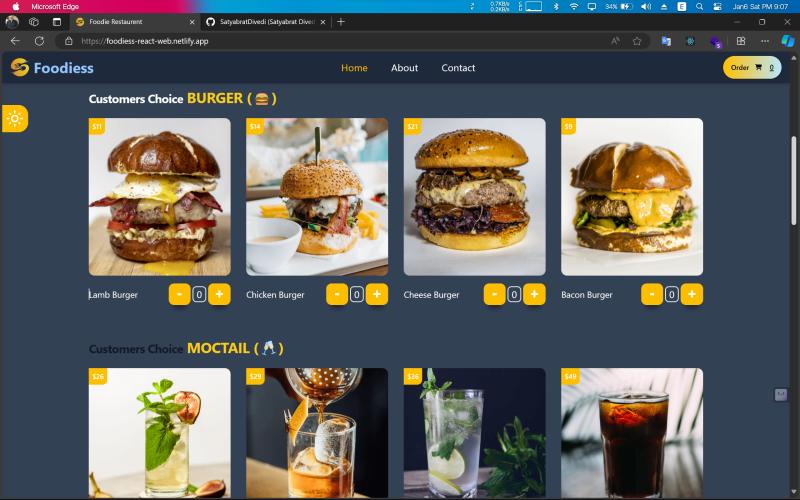 Microsoft Edge
0.7KB/s
0.2KB/s
34%
E
Jan6 Sat PM 9:07
Foodie Restaurent
SatyabratDivedi (Satyabrat Dived
https://foodiess-react-web.netlify.app
Foodiess
Home
About
Contact
Order
0
Customers Choice BURGER ( 🍔 )
$11
$14
$21
$9
Lamb Burger
- 0 +
Chicken Burger
- 0 +
Cheese Burger
- 0 +
Bacon Burger
- 0 +
Customers Choice MOCTAIL ( 🥂 )
$26
$29
$36
$49